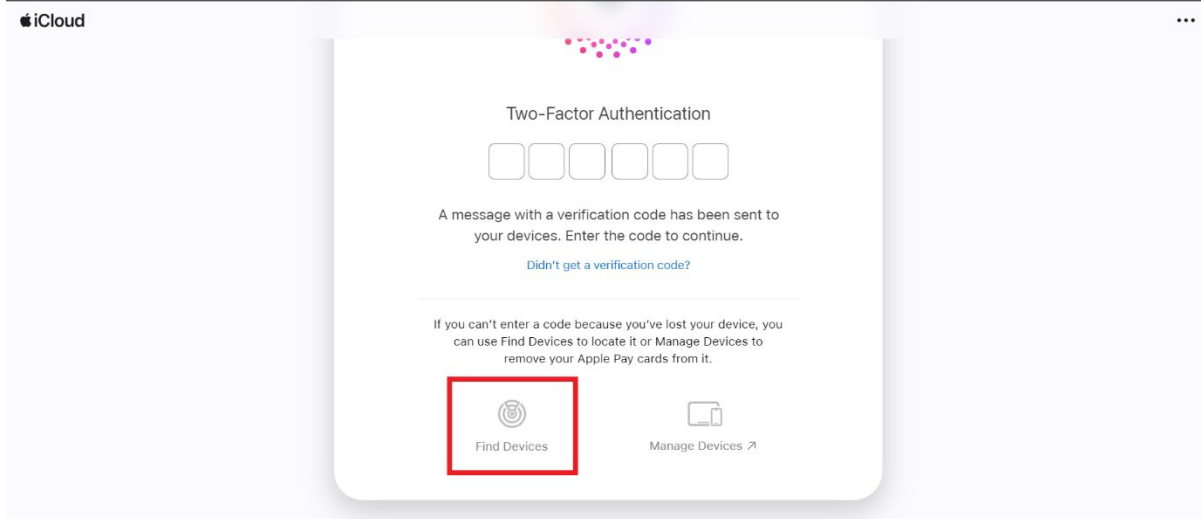 iCloud
Two-Factor Authentication
A message with a verification code has been sent to
your devices. Enter the code to continue.
Didn't get a verification code?
If you can't enter a code because you've lost your device, you
can use Find Devices to locate it or Manage Devices to
remove your Apple Pay cards from it.
Find Devices
Manage Devices ↗